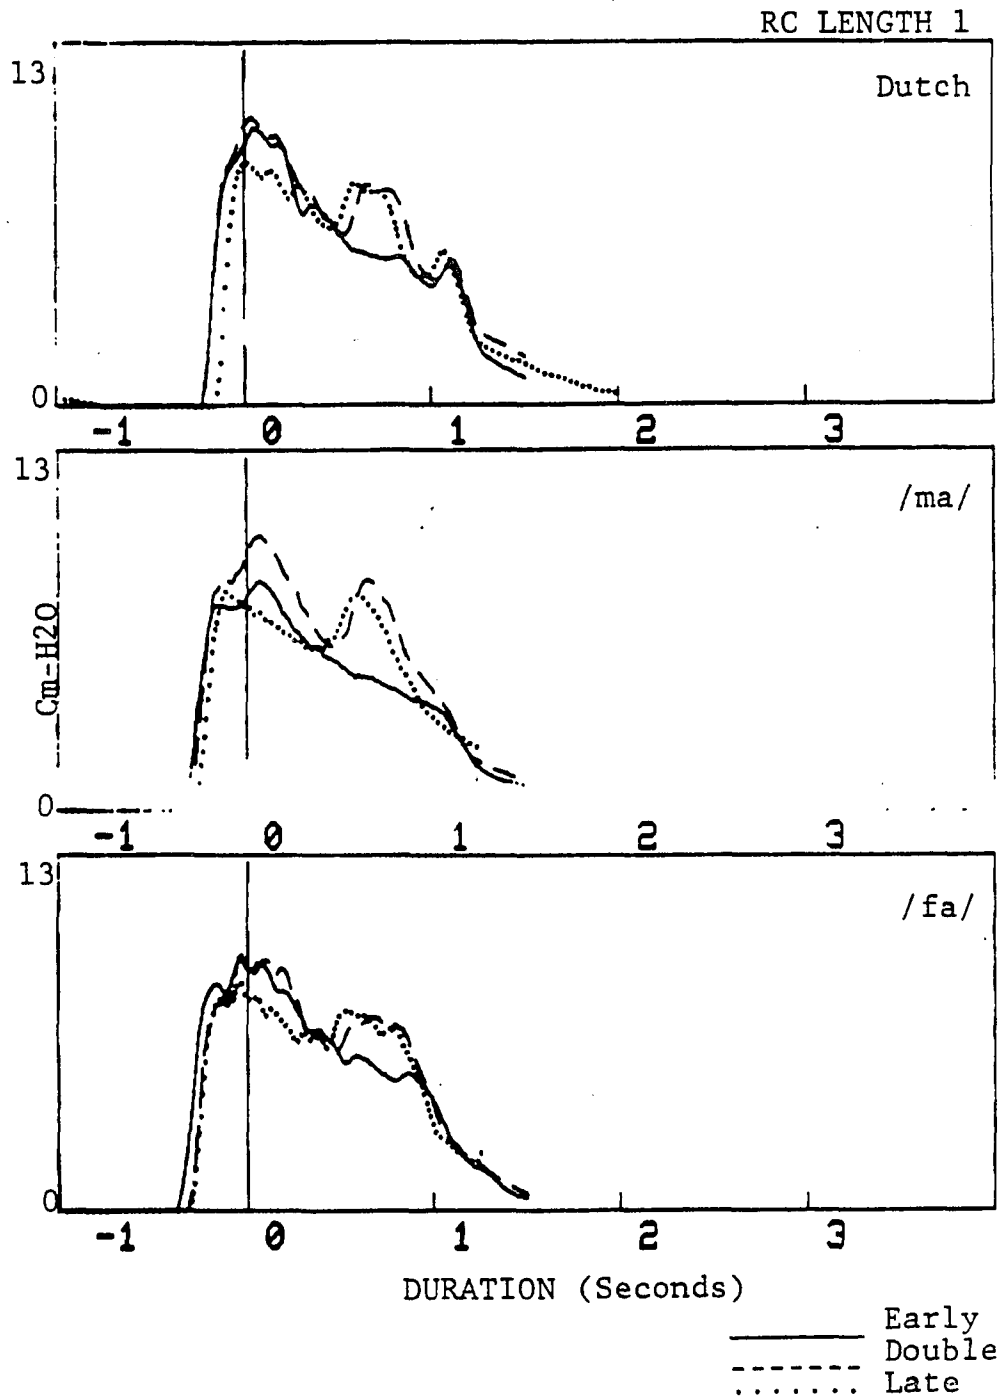 RC LENGTH 1
13
Dutch
0
-1 0 1 2 3
13
/ma/
Cm-H2O
0
-1 0 1 2 3
13
/fa/
0
-1 0 1 2 3
DURATION (Seconds)
Early
Double
Late